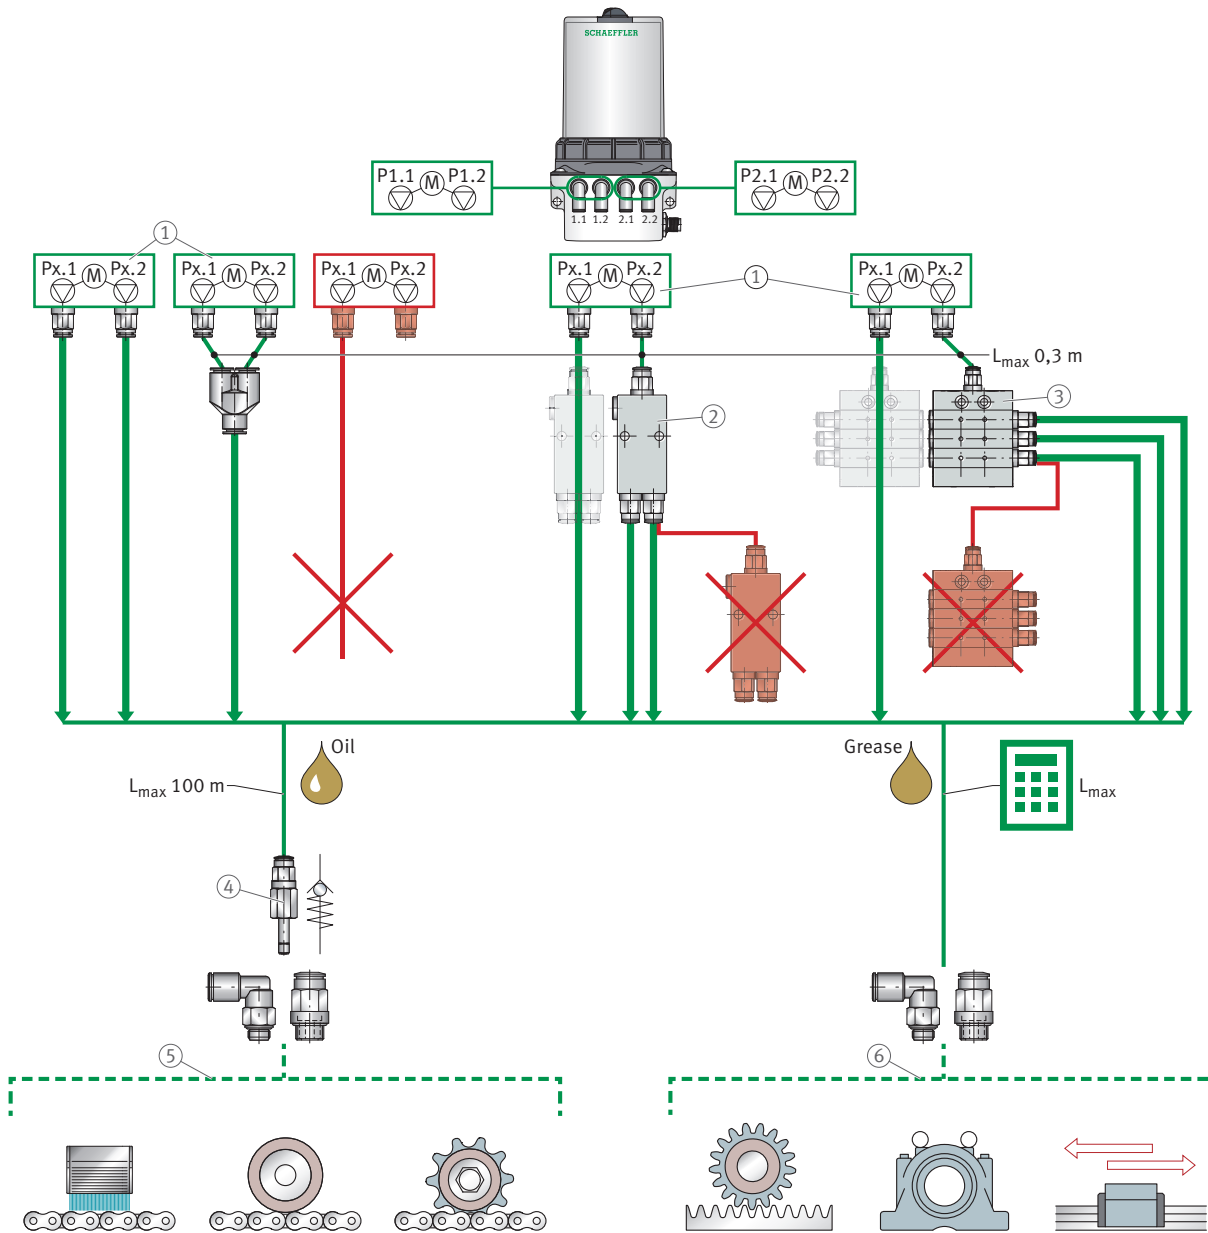 SCHAEFFLER
P1.1 M P1.2
P2.1 M P2.2
1.1 1.2 2.1 2.2
1
Px.1 M Px.2
Px.1 M Px.2
Px.1 M Px.2
Px.1 M Px.2
1
Px.1 M Px.2
Lmax 0,3 m
2
3
Oil
Grease
Lmax 100 m
Lmax
4
5
6